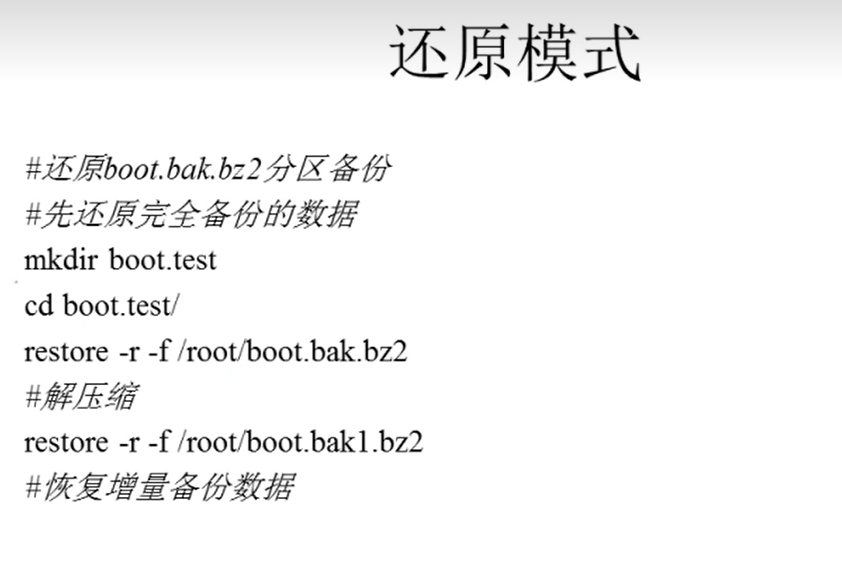 还原模式
#还原boot.bak.bz2分区备份
#先还原完全备份的数据
mkdir boot.test
cd boot.test/
restore -r -f /root/boot.bak.bz2
#解压缩
restore -r -f /root/boot.bak1.bz2
#恢复增量备份数据